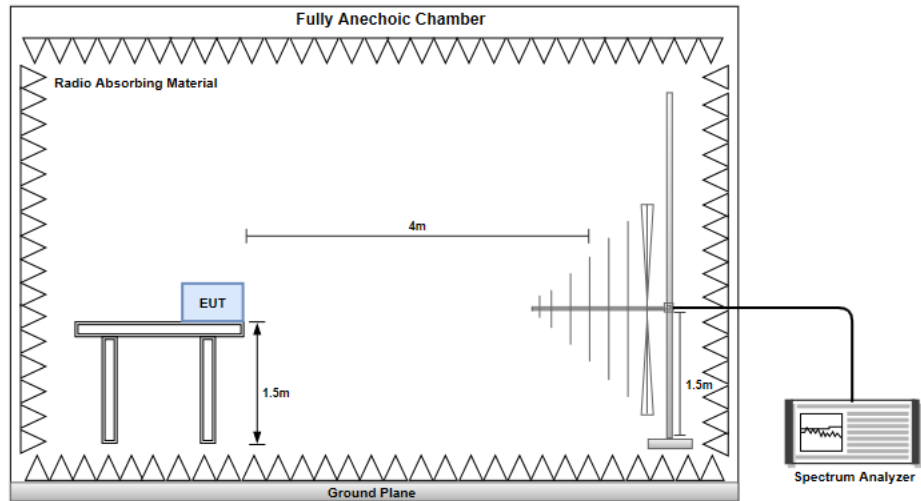 Fully Anechoic Chamber
Radio Absorbing Material
4m
EUT
1.5m
1.5m
Spectrum Analyzer
Ground Plane